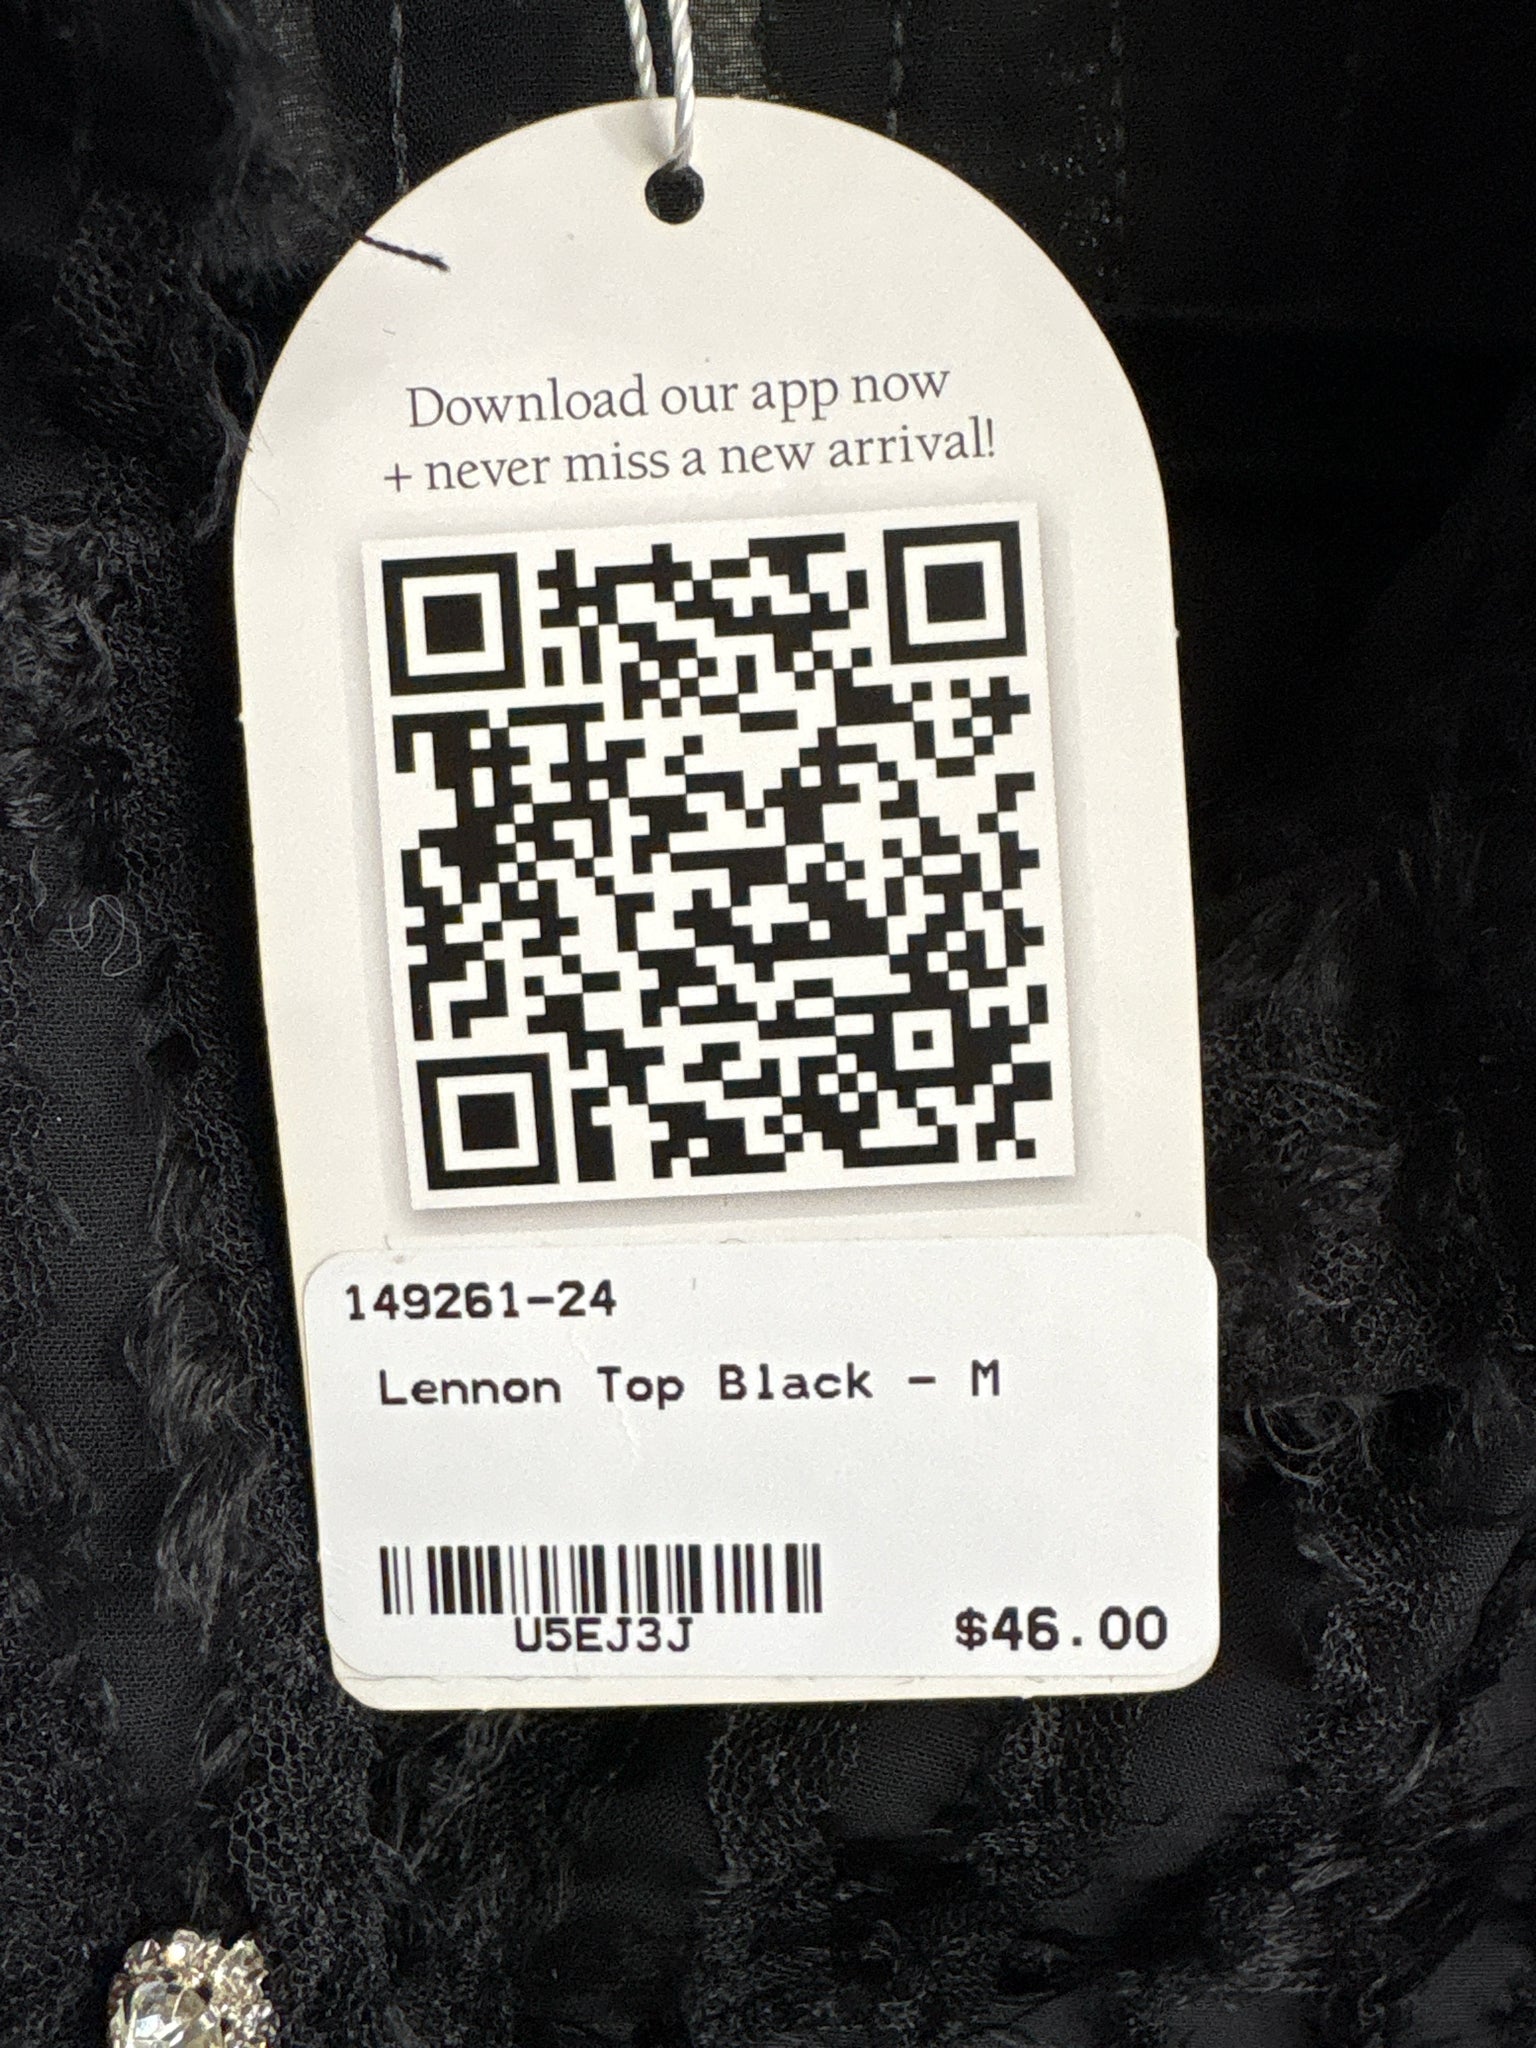 Download our app now
+ never miss a new arrival!
149261-24
Lennon Top Black - M
U5EJ3J
$46.00